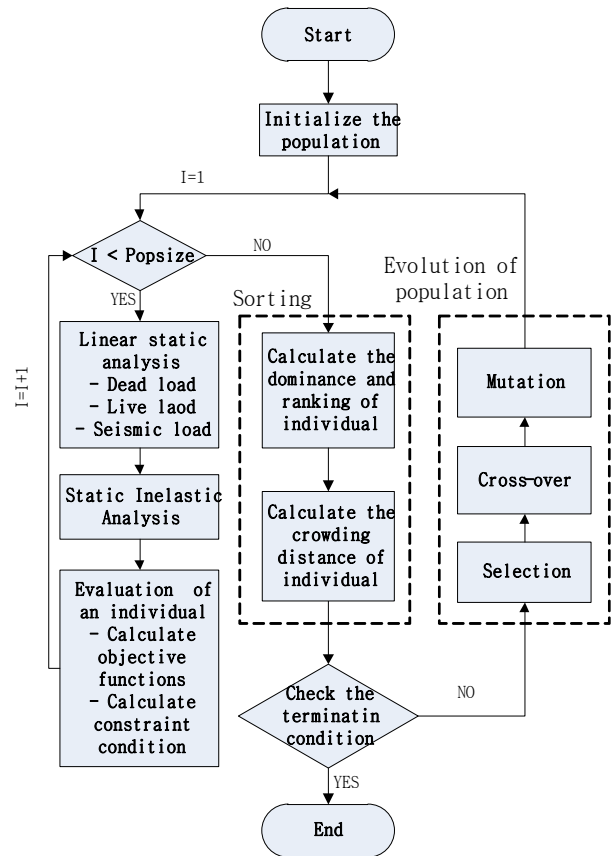 Start
Initialize the
population
I=1
I < Popsize
NO
YES
Linear static
analysis
- Dead load
- Live laod
- Seismic load
I=I+1
Static Inelastic
Analysis
Evaluation of
an individual
- Calculate
objective
functions
- Calculate
constraint
condition
Sorting
Calculate the
dominance and
ranking of
individual
Calculate the
crowding
distance of
individual
Check the
terminatin
condition
NO
YES
End
Evolution of
population
Mutation
Cross-over
Selection